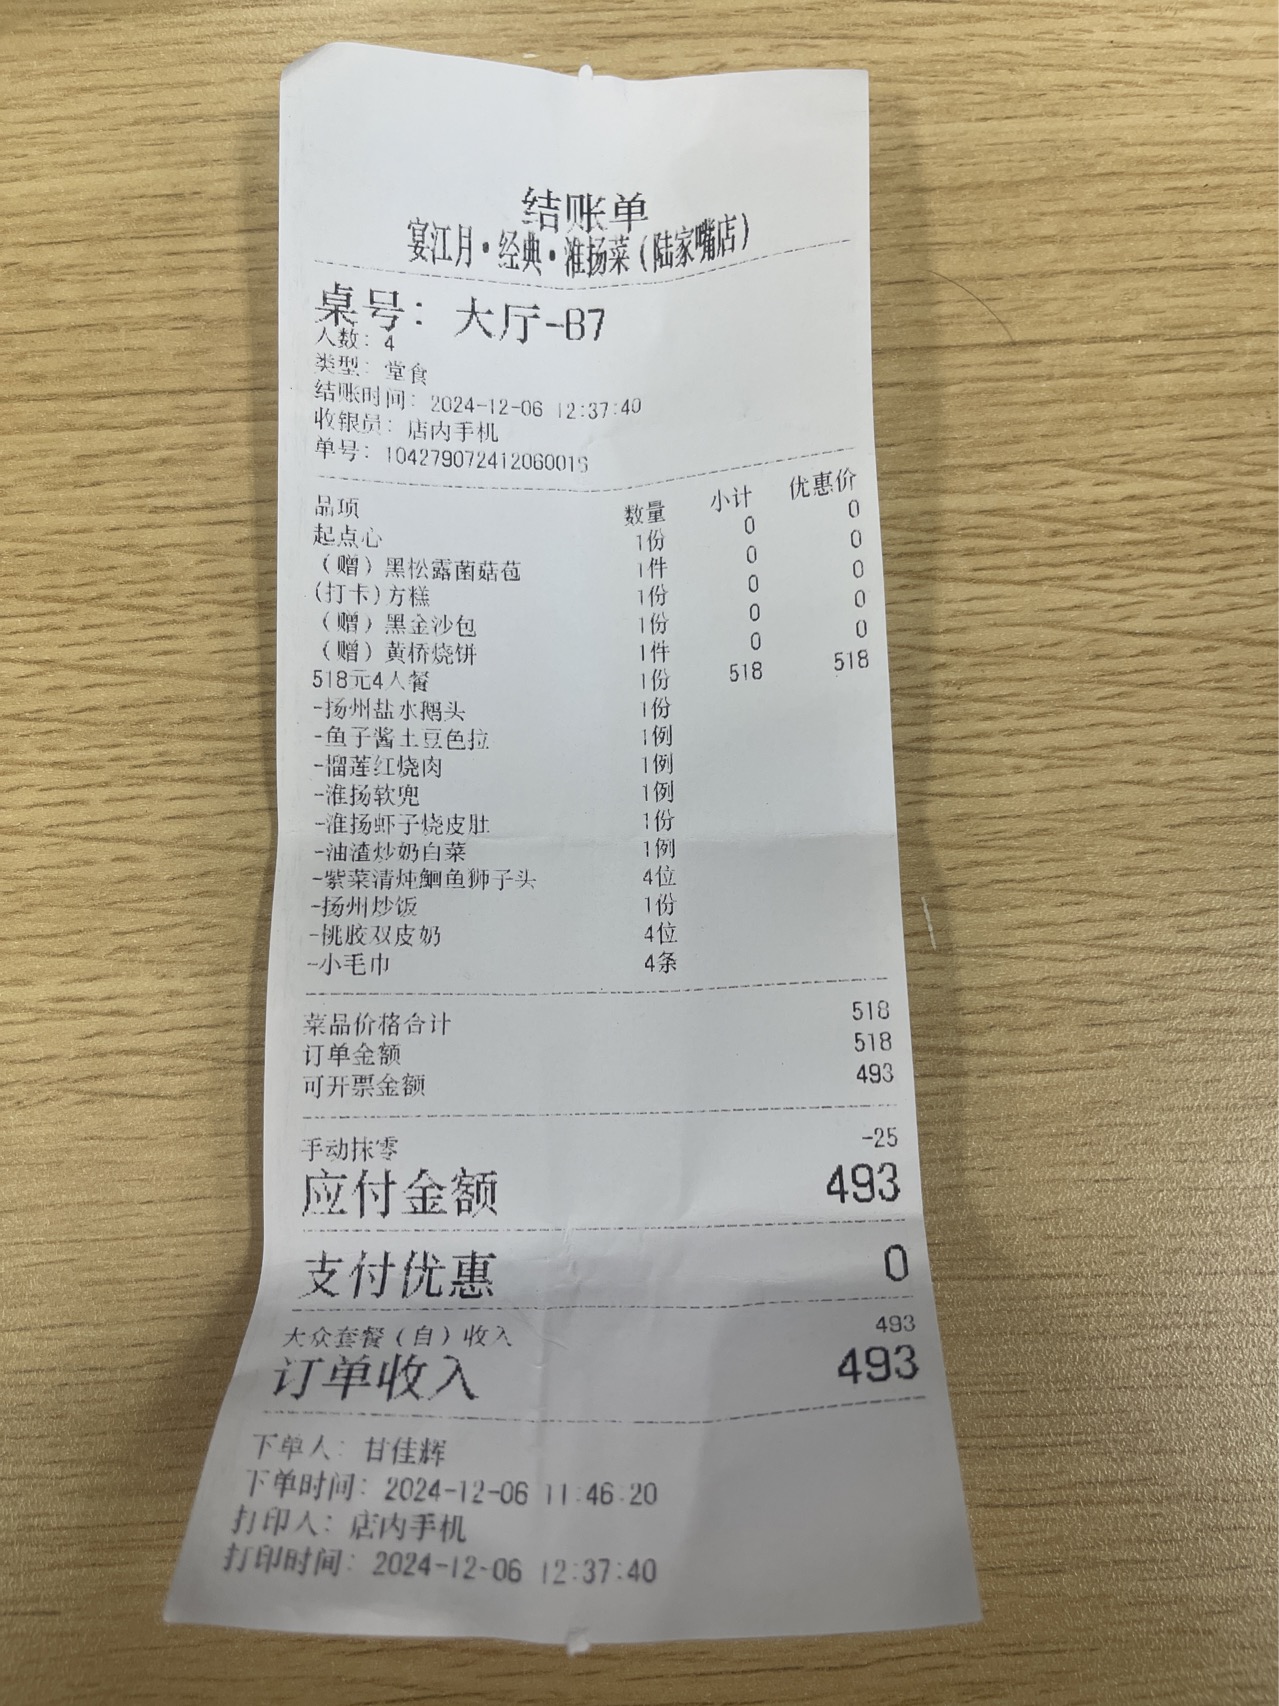 结账单
宴江月·经典·淮扬菜(陆家嘴店)
桌号: 大厅-B7
人数: 4
类型: 堂食
结账时间: 2024-12-06 12:37:40
收银员: 店内手机
单号: 104279072412060016
品项 数量 小计 优惠价
起点心 1份 0 0
(赠)黑松露菌菇苞 1件 0 0
(打卡)方糕 1份 0 0
(赠)黑金沙包 1份 0 0
(赠)黄桥烧饼 1件 0 0
518元4人餐 1份 518 518
-扬州盐水鹅头 1份
-鱼子酱土豆色拉 1例
-榴莲红烧肉 1例
-淮扬软兜 1例
-淮扬虾子烧皮肚 1份
-油渣炒奶白菜 1例
-紫菜清炖鮰鱼狮子头 4位
-扬州炒饭 1份
-桃胶双皮奶 4位
-小毛巾 4条
菜品价格合计 518
订单金额 518
可开票金额 493
手动抹零 -25
应付金额 493
支付优惠 0
大众套餐(自)收入 493
订单收入 493
下单人: 甘佳辉
下单时间: 2024-12-06 11:46:20
打印人: 店内手机
打印时间: 2024-12-06 12:37:40